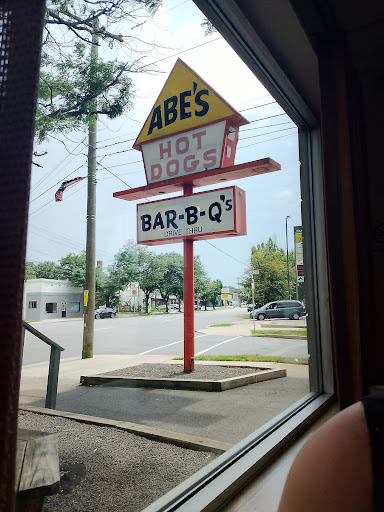 ABE'S
HOT
DOGS
BAR-B-Q's
DRIVE THRU